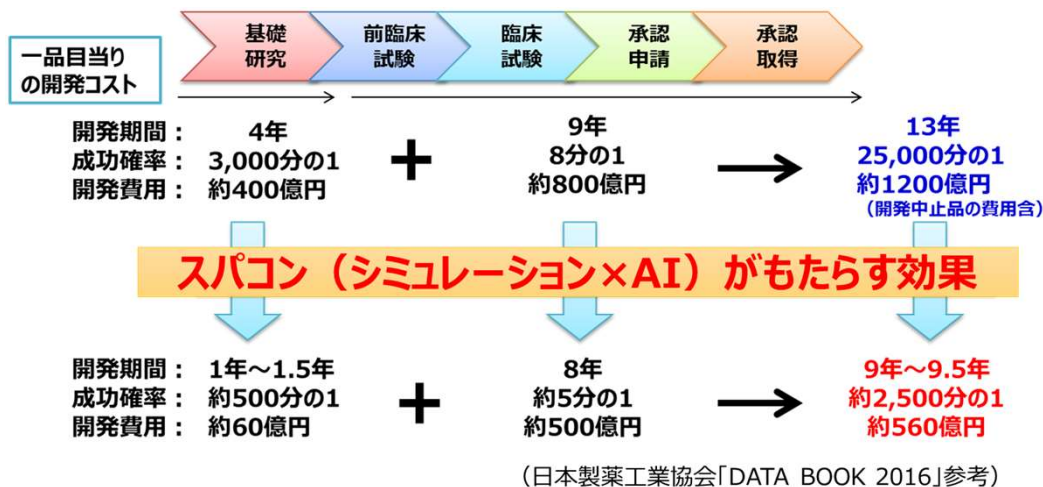 一品目当り
の開発コスト
基礎
研究
前臨床
試験
臨床
試験
承認
申請
承認
取得
開発期間： 4年
成功確率： 3,000分の1
開発費用： 約400億円
+
9年
8分の1
約800億円
13年
25,000分の1
約1200億円
（開発中止品の費用含）
スパコン（シミュレーション×AI）がもたらす効果
開発期間： 1年～1.5年
成功確率： 約500分の1
開発費用： 約60億円
+
8年
約5分の1
約500億円
9年～9.5年
約2,500分の1
約560億円
（日本製薬工業協会「DATA BOOK 2016」参考）